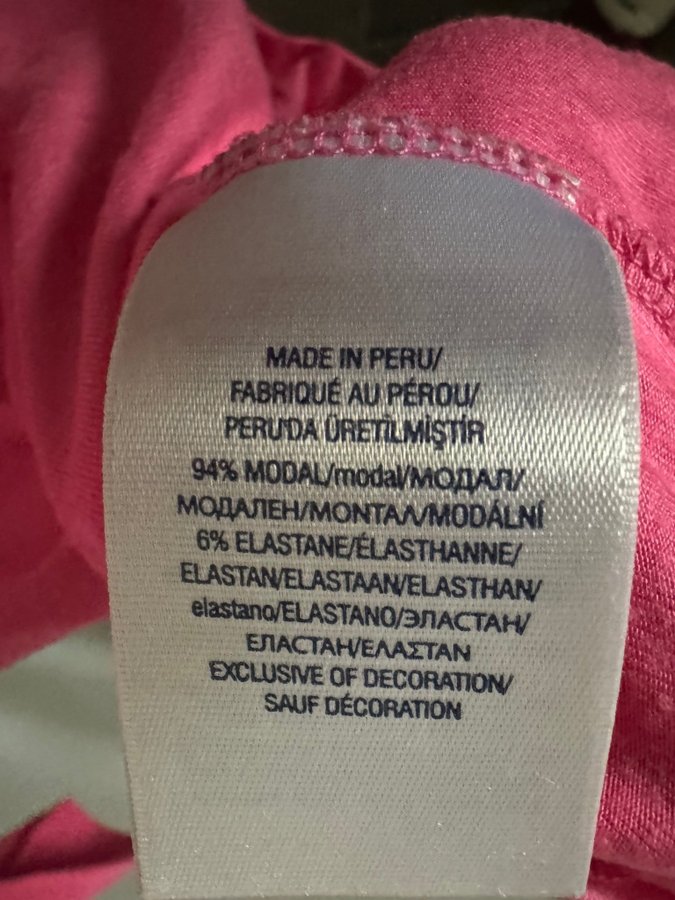 MADE IN PERU/
FABRIQUÉ AU PÉROU/
PERU'DA ÜRETİLMİŞTİR
94% MODAL/modal/МОДАЛ/
МОДАЛЕН/ΜΟΝΤΑΛ/MODÁLNÍ
6% ELASTANE/ÉLASTHANNE/
ELASTAN/ELASTAAN/ELASTHAN/
elastano/ELASTANO/ЭЛАСТАН/
ЕЛАСТАН/ΕΛΑΣΤΑΝ
EXCLUSIVE OF DECORATION/
SAUF DÉCORATION